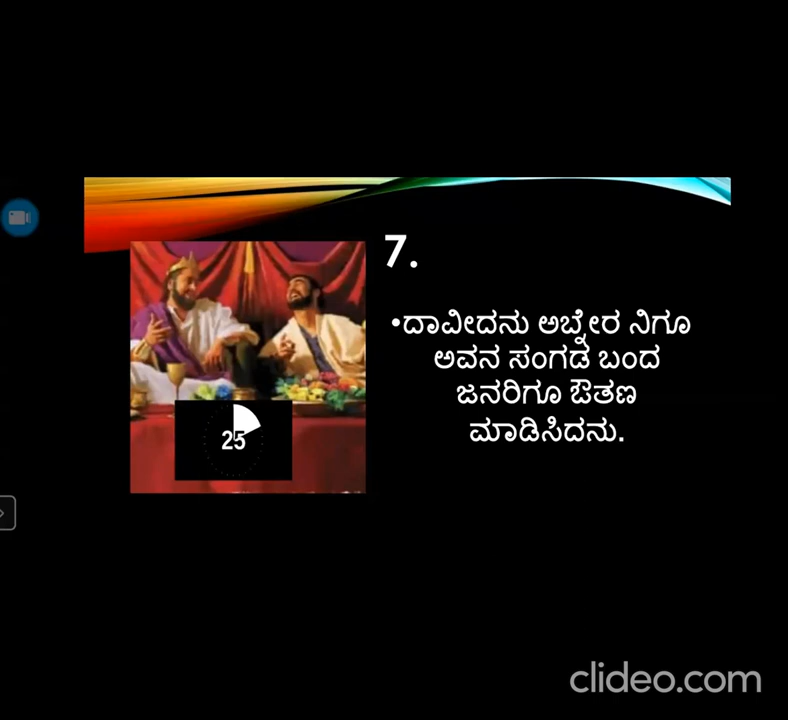 7.
•ದಾವೀದನು ಅಬ್ನೇರ ನಿಗೂ
ಅವನ ಸಂಗಡ ಬಂದ
ಜನರಿಗೂ ಔತಣ
ಮಾಡಿಸಿದನು.
25
clideo.com